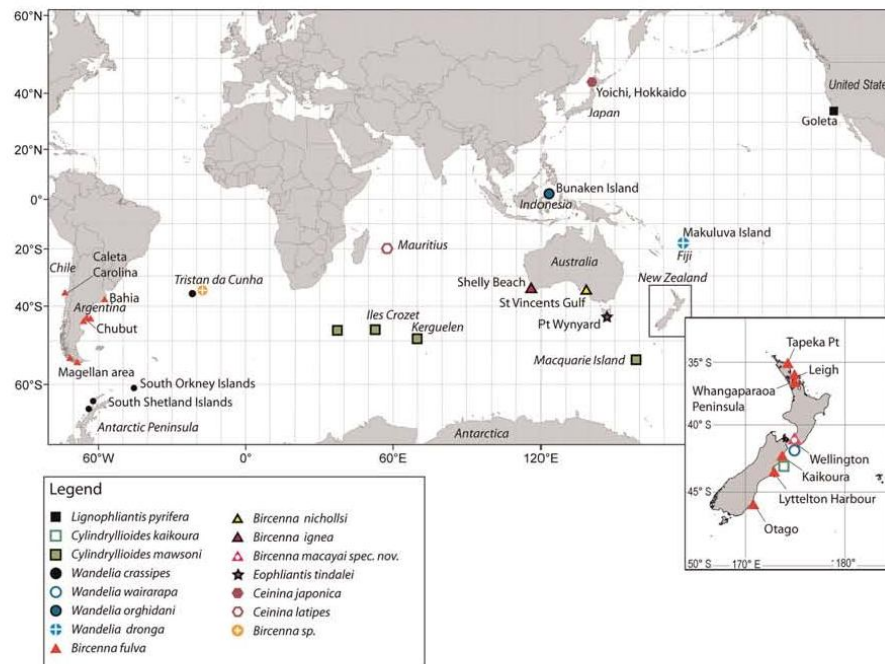 60°N
40°N
20°N
0°
20°S
40°S
60°S
60°W
0°
60°E
120°E
United State
Goleta
Yoichi, Hokkaido
Japan
Bunaken Island
Indonesia
Makuluva Island
Fiji
Mauritius
Australia
New Zealand
Shelly Beach
St Vincents Gulf
Pt Wynyard
Macquarie Island
Iles Crozet
Kerguelen
Tristan da Cunha
Caleta
Carolina
Chile
Bahia
Argentina
Chubut
Magellan area
South Orkney Islands
South Shetland Islands
Antarctic Peninsula
Antarctica
35°S
40°S
45°S
50°S
170°E
180°
Tapeka Pt
Leigh
Whangaparaoa
Peninsula
Wellington
Kaikoura
Lyttelton Harbour
Otago
Legend
Lignophliantis pyrifera
Cylindryllioides kaikoura
Cylindryllioides mawsoni
Wandelia crassipes
Wandelia wairarapa
Wandelia orghidani
Wandelia dronga
Bircenna fulva
Bircenna nichollsi
Bircenna ignea
Bircenna macayai spec. nov.
Eophliantis tindalei
Ceinina japonica
Ceinina latipes
Bircenna sp.